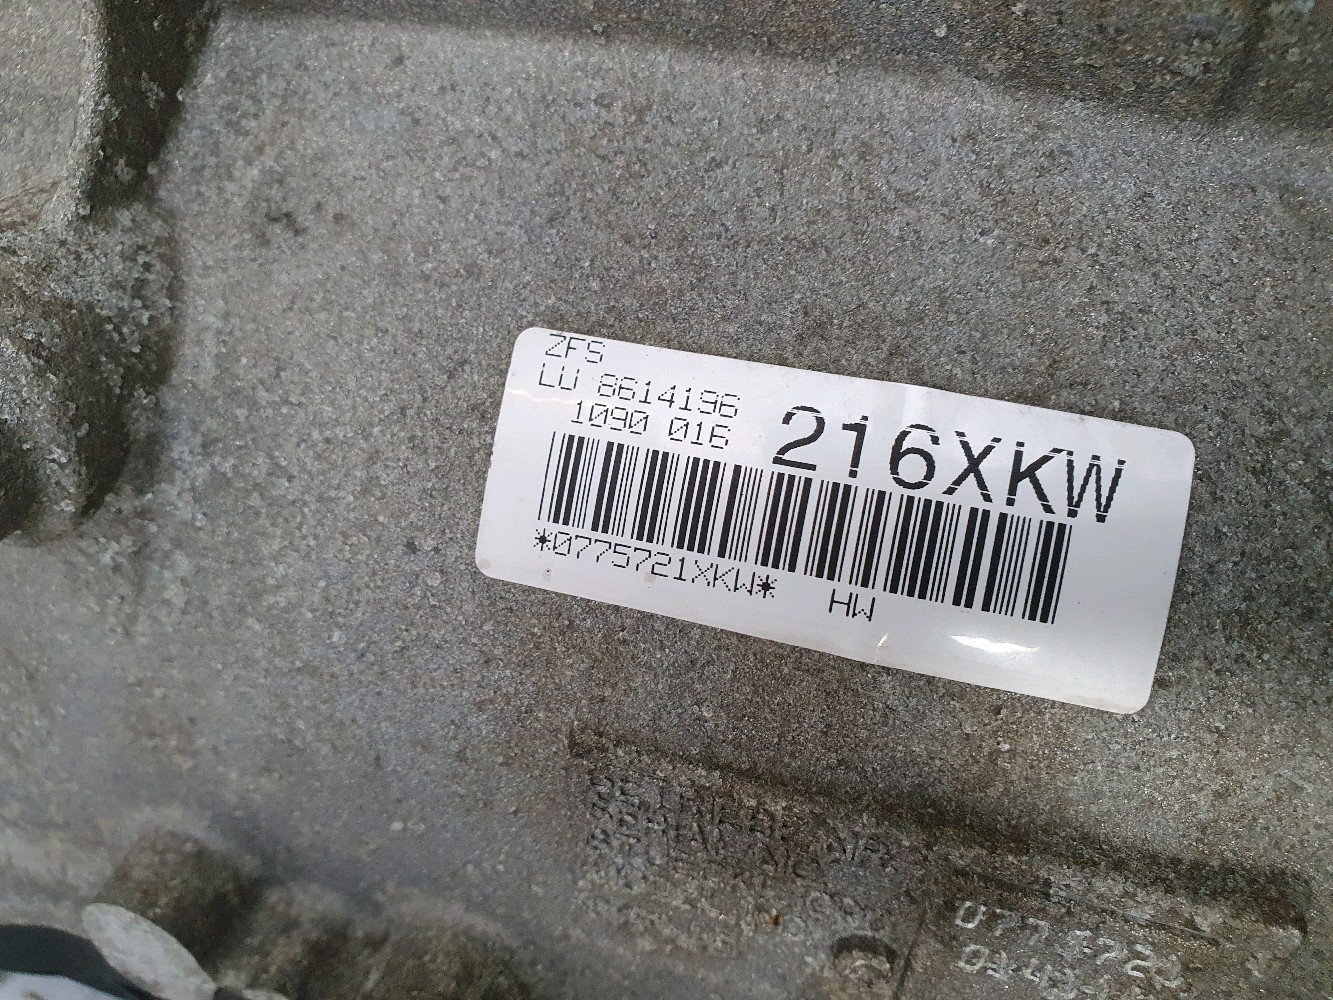 ZFS
LU 8614196
1090 016
216XKW
*0775721XKW*
HW